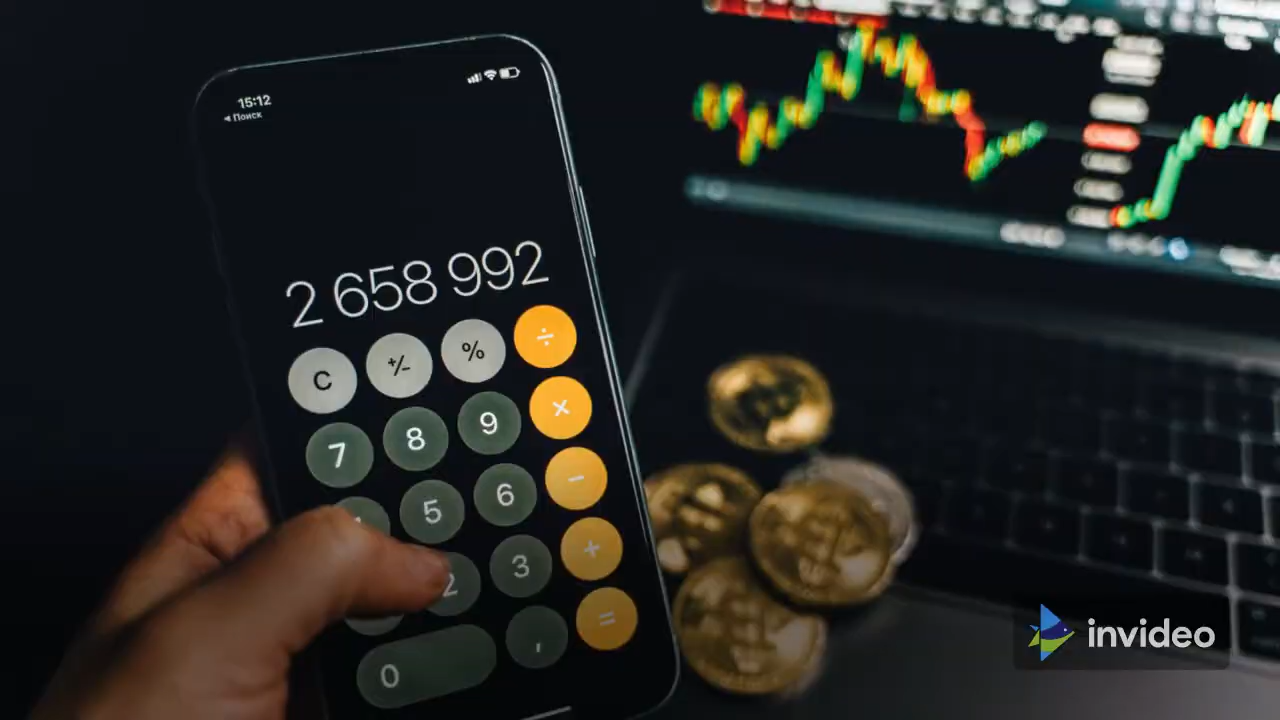 15:12
◀ Поиск
2 658 992
C +/- % ÷
7 8 9 ×
5 6 −
2 3 +
0 , =
invideo